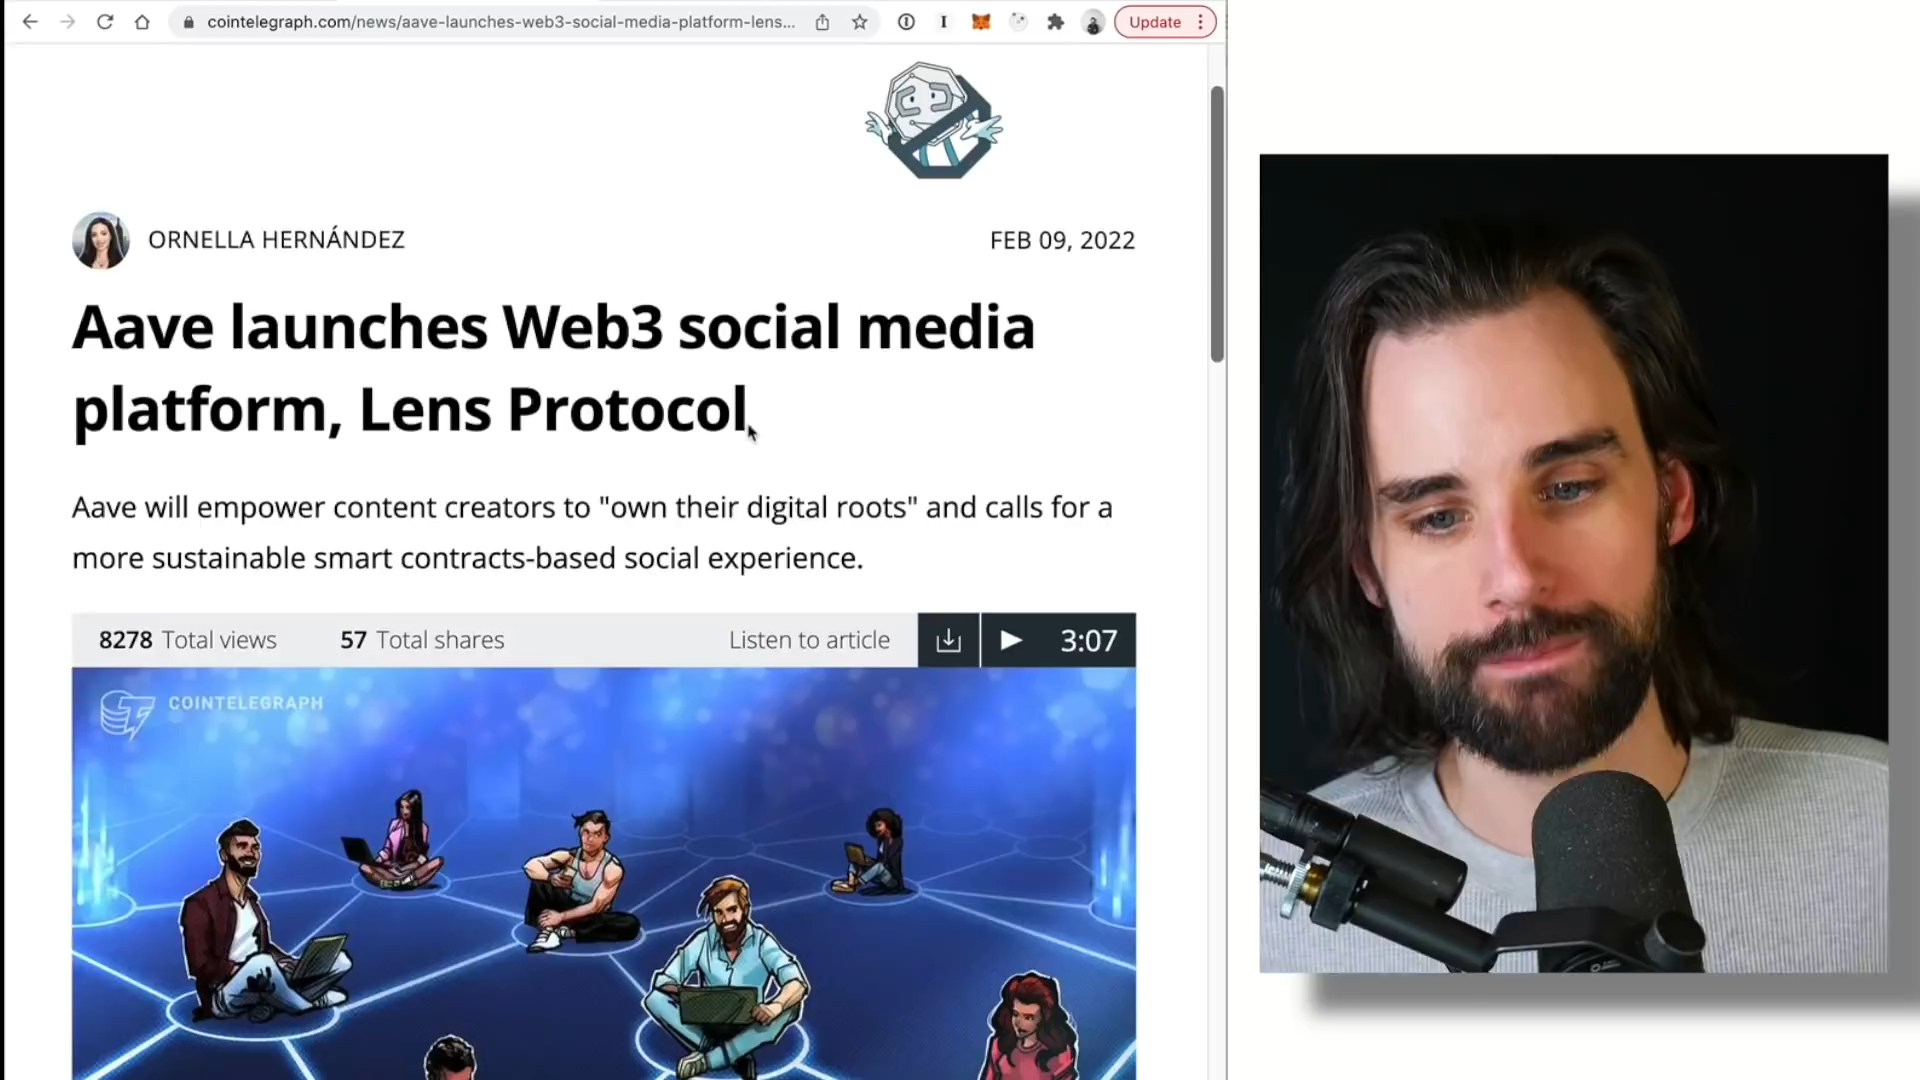 cointelegraph.com/news/aave-launches-web3-social-media-platform-lens...
Update
ORNELLA HERNÁNDEZ
FEB 09, 2022
Aave launches Web3 social media
platform, Lens Protocol
Aave will empower content creators to "own their digital roots" and calls for a
more sustainable smart contracts-based social experience.
8278 Total views
57 Total shares
Listen to article
3:07
COINTELEGRAPH